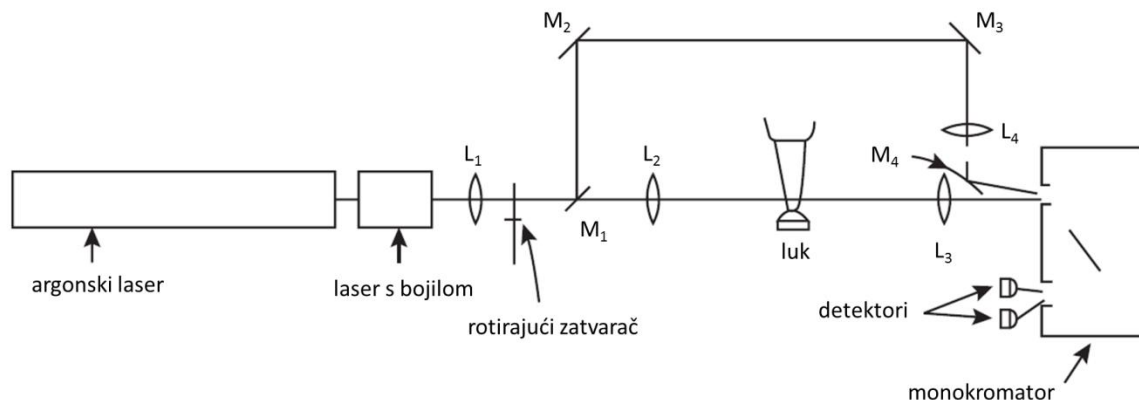 M₂
M₃
L₁
L₂
L₄
M₄
M₁
luk
L₃
argonski laser
laser s bojilom
rotirajući zatvarač
detektori
monokromator